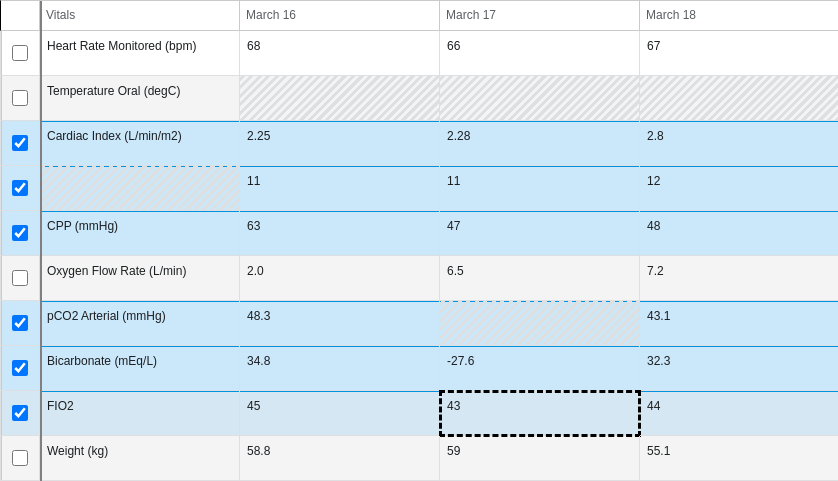 Vitals March 16 March 17 March 18
Heart Rate Monitored (bpm) 68 66 67
Temperature Oral (degC)
Cardiac Index (L/min/m2) 2.25 2.28 2.8
11 11 12
CPP (mmHg) 63 47 48
Oxygen Flow Rate (L/min) 2.0 6.5 7.2
pCO2 Arterial (mmHg) 48.3 43.1
Bicarbonate (mEq/L) 34.8 -27.6 32.3
FIO2 45 43 44
Weight (kg) 58.8 59 55.1